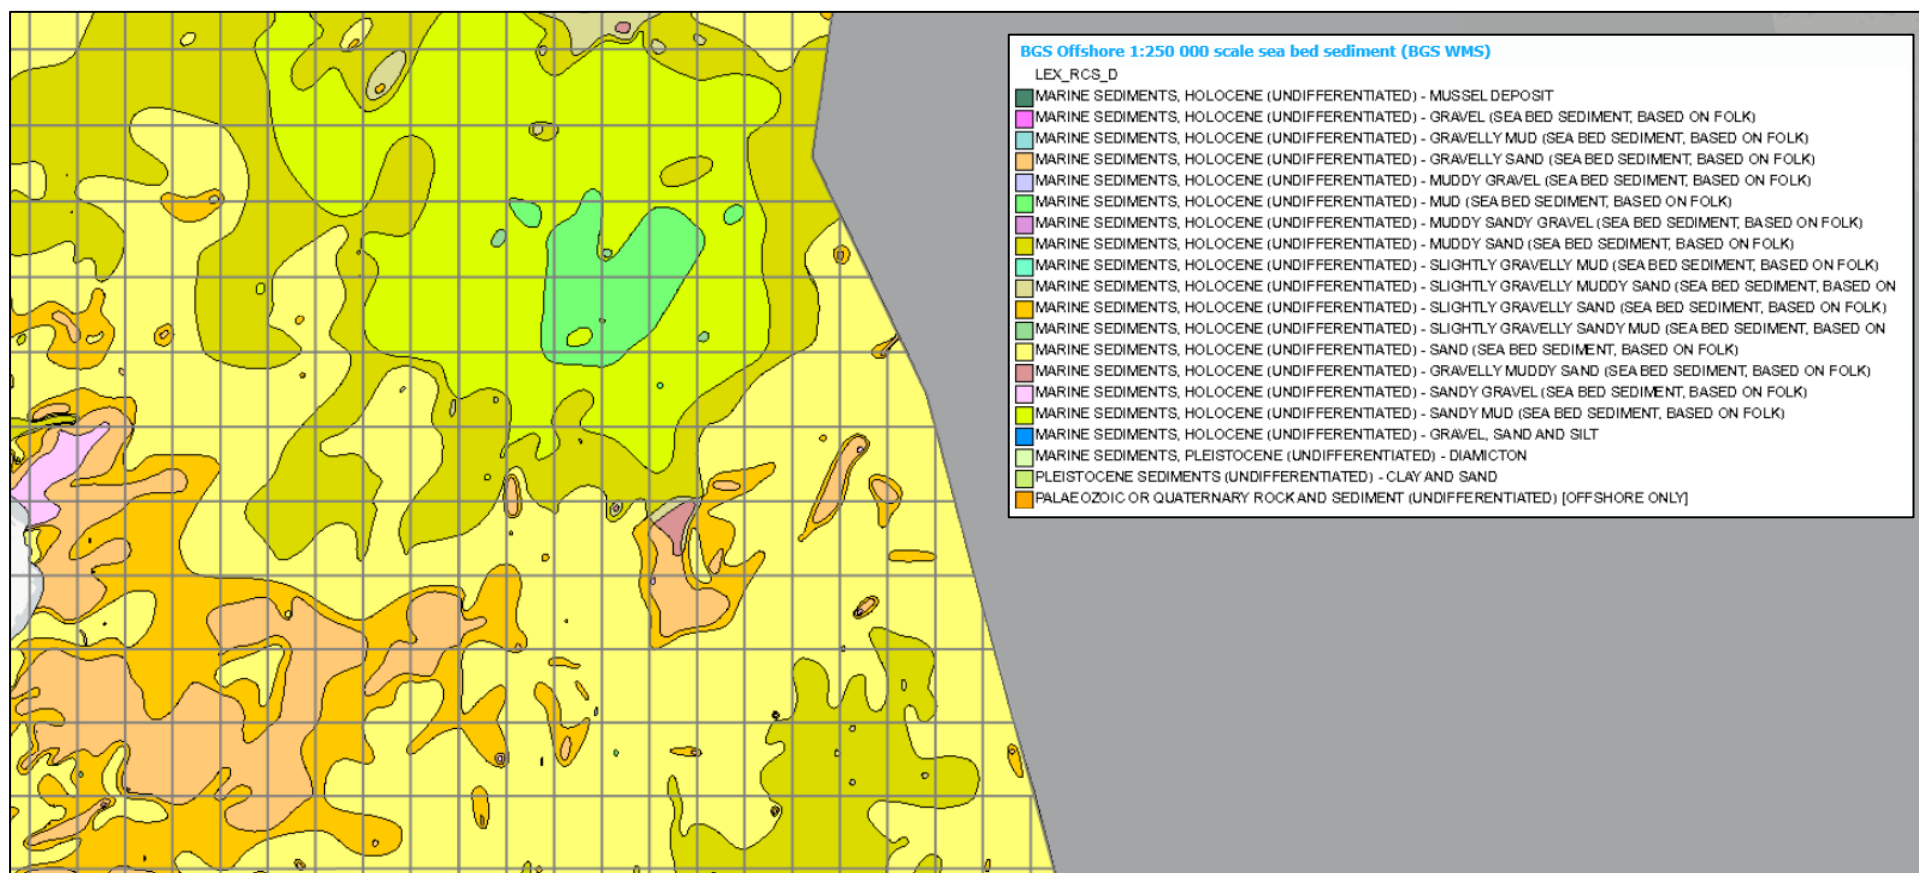 BGS Offshore 1:250 000 scale sea bed sediment (BGS WMS)
LEX_RCS_D
MARINE SEDIMENTS, HOLOCENE (UNDIFFERENTIATED) - MUSSEL DEPOSIT
MARINE SEDIMENTS, HOLOCENE (UNDIFFERENTIATED) - GRAVEL (SEA BED SEDIMENT, BASED ON FOLK)
MARINE SEDIMENTS, HOLOCENE (UNDIFFERENTIATED) - GRAVELLY MUD (SEA BED SEDIMENT, BASED ON FOLK)
MARINE SEDIMENTS, HOLOCENE (UNDIFFERENTIATED) - GRAVELLY SAND (SEA BED SEDIMENT, BASED ON FOLK)
MARINE SEDIMENTS, HOLOCENE (UNDIFFERENTIATED) - MUDDY GRAVEL (SEA BED SEDIMENT, BASED ON FOLK)
MARINE SEDIMENTS, HOLOCENE (UNDIFFERENTIATED) - MUD (SEA BED SEDIMENT, BASED ON FOLK)
MARINE SEDIMENTS, HOLOCENE (UNDIFFERENTIATED) - MUDDY SANDY GRAVEL (SEA BED SEDIMENT, BASED ON FOLK)
MARINE SEDIMENTS, HOLOCENE (UNDIFFERENTIATED) - MUDDY SAND (SEA BED SEDIMENT, BASED ON FOLK)
MARINE SEDIMENTS, HOLOCENE (UNDIFFERENTIATED) - SLIGHTLY GRAVELLY MUD (SEA BED SEDIMENT, BASED ON FOLK)
MARINE SEDIMENTS, HOLOCENE (UNDIFFERENTIATED) - SLIGHTLY GRAVELLY MUDDY SAND (SEA BED SEDIMENT, BASED ON
MARINE SEDIMENTS, HOLOCENE (UNDIFFERENTIATED) - SLIGHTLY GRAVELLY SAND (SEA BED SEDIMENT, BASED ON FOLK)
MARINE SEDIMENTS, HOLOCENE (UNDIFFERENTIATED) - SLIGHTLY GRAVELLY SANDY MUD (SEA BED SEDIMENT, BASED ON
MARINE SEDIMENTS, HOLOCENE (UNDIFFERENTIATED) - SAND (SEA BED SEDIMENT, BASED ON FOLK)
MARINE SEDIMENTS, HOLOCENE (UNDIFFERENTIATED) - GRAVELLY MUDDY SAND (SEA BED SEDIMENT, BASED ON FOLK)
MARINE SEDIMENTS, HOLOCENE (UNDIFFERENTIATED) - SANDY GRAVEL (SEA BED SEDIMENT, BASED ON FOLK)
MARINE SEDIMENTS, HOLOCENE (UNDIFFERENTIATED) - SANDY MUD (SEA BED SEDIMENT, BASED ON FOLK)
MARINE SEDIMENTS, HOLOCENE (UNDIFFERENTIATED) - GRAVEL, SAND AND SILT
MARINE SEDIMENTS, PLEISTOCENE (UNDIFFERENTIATED) - DIAMICTON
PLEISTOCENE SEDIMENTS (UNDIFFERENTIATED) - CLAY AND SAND
PALAEOZOIC OR QUATERNARY ROCK AND SEDIMENT (UNDIFFERENTIATED) [OFFSHORE ONLY]